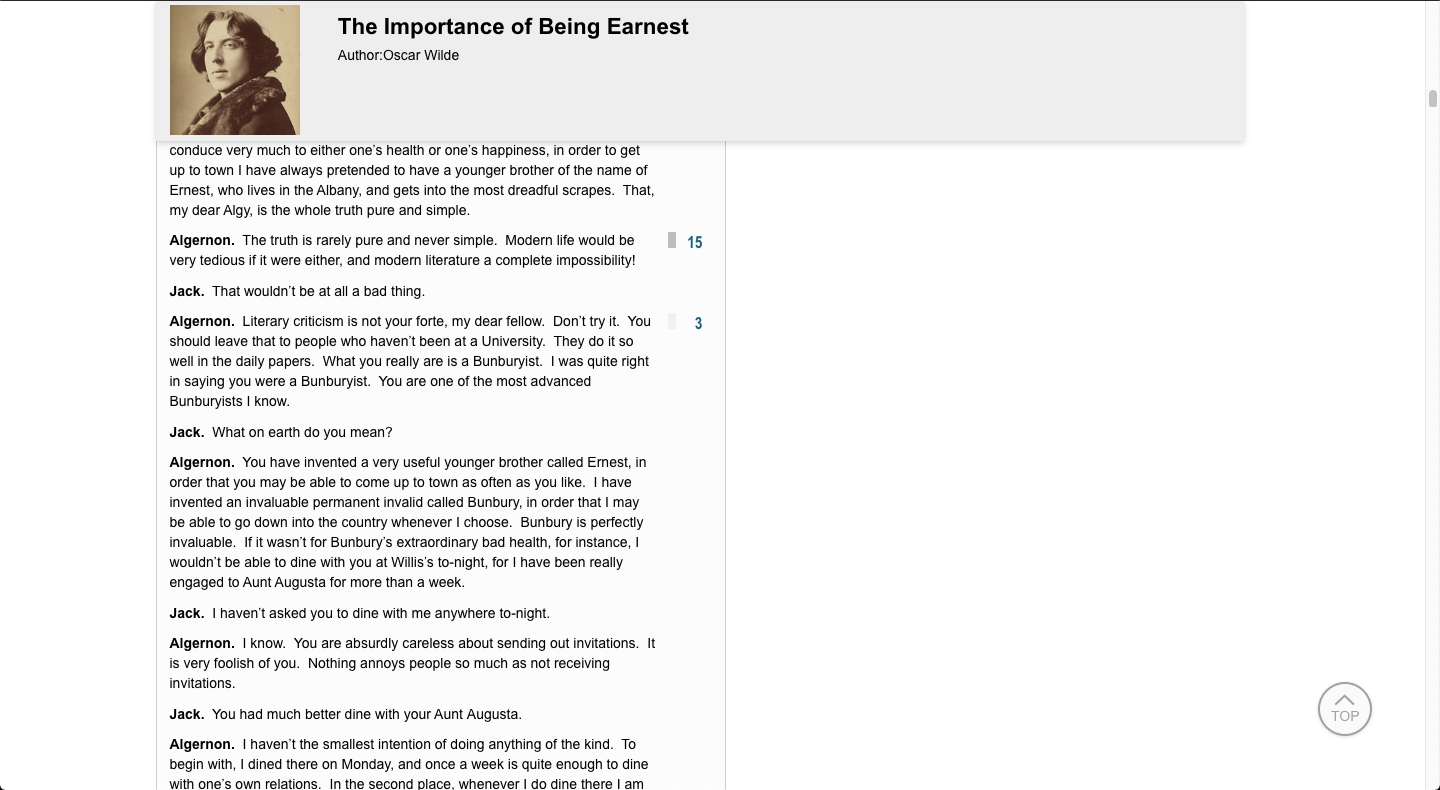 The Importance of Being Earnest
Author:Oscar Wilde
conduce very much to either one’s health or one’s happiness, in order to get
up to town I have always pretended to have a younger brother of the name of
Ernest, who lives in the Albany, and gets into the most dreadful scrapes.  That,
my dear Algy, is the whole truth pure and simple.
Algernon.  The truth is rarely pure and never simple.  Modern life would be
15
very tedious if it were either, and modern literature a complete impossibility!
Jack.  That wouldn’t be at all a bad thing.
Algernon.  Literary criticism is not your forte, my dear fellow.  Don’t try it.  You
3
should leave that to people who haven’t been at a University.  They do it so
well in the daily papers.  What you really are is a Bunburyist.  I was quite right
in saying you were a Bunburyist.  You are one of the most advanced
Bunburyists I know.
Jack.  What on earth do you mean?
Algernon.  You have invented a very useful younger brother called Ernest, in
order that you may be able to come up to town as often as you like.  I have
invented an invaluable permanent invalid called Bunbury, in order that I may
be able to go down into the country whenever I choose.  Bunbury is perfectly
invaluable.  If it wasn’t for Bunbury’s extraordinary bad health, for instance, I
wouldn’t be able to dine with you at Willis’s to-night, for I have been really
engaged to Aunt Augusta for more than a week.
Jack.  I haven’t asked you to dine with me anywhere to-night.
Algernon.  I know.  You are absurdly careless about sending out invitations.  It
is very foolish of you.  Nothing annoys people so much as not receiving
invitations.
Jack.  You had much better dine with your Aunt Augusta.
Algernon.  I haven’t the smallest intention of doing anything of the kind.  To
begin with, I dined there on Monday, and once a week is quite enough to dine
with one’s own relations.  In the second place, whenever I do dine there I am
TOP